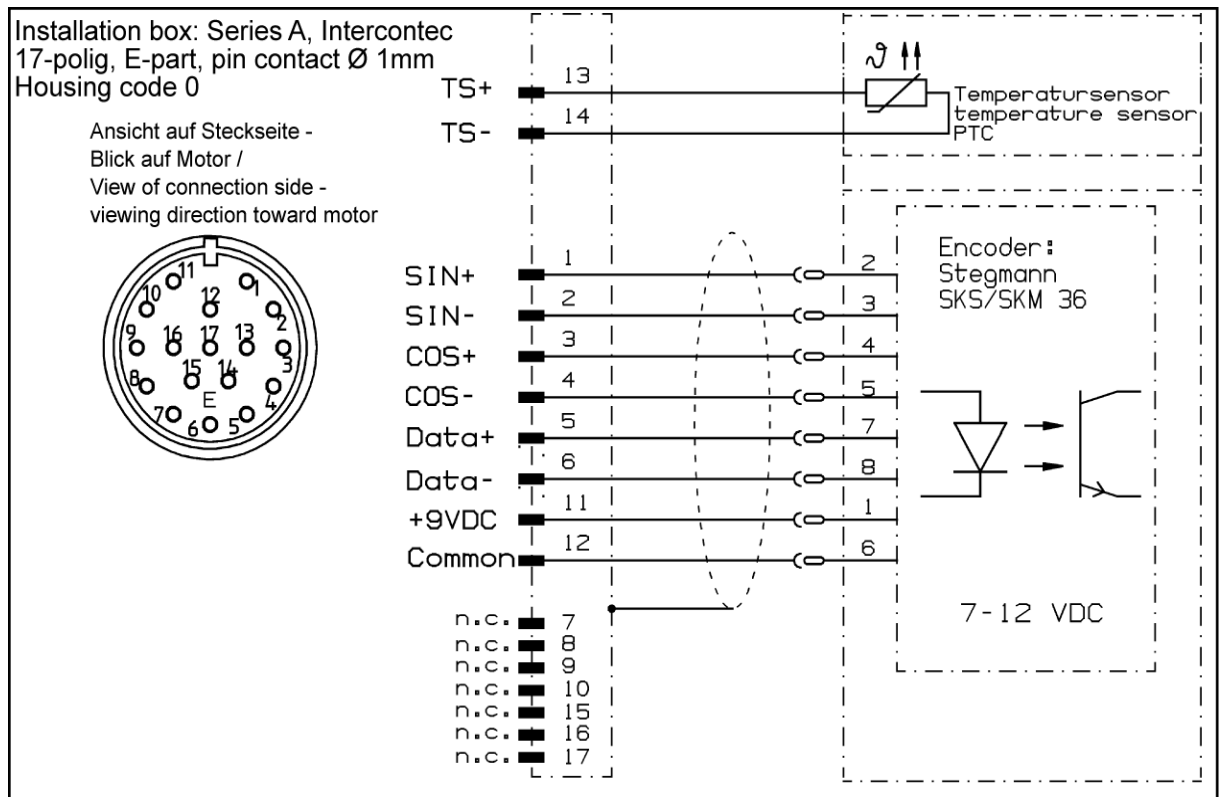 Installation box: Series A, Intercontec
17-polig, E-part, pin contact Ø 1mm
Housing code 0
Ansicht auf Steckseite -
Blick auf Motor /
View of connection side -
viewing direction toward motor
11
1
10
12
2
9
16
17
13
3
8
15
14
4
E
7
6
5
TS+ 13
TS- 14
ϑ
Temperatursensor
temperature sensor
PTC
SIN+ 1 2
SIN- 2 3
COS+ 3 4
COS- 4 5
Data+ 5 7
Data- 6 8
+9VDC 11 1
Common 12 6
n.c. 7
n.c. 8
n.c. 9
n.c. 10
n.c. 15
n.c. 16
n.c. 17
Encoder:
Stegmann
SKS/SKM 36
7-12 VDC